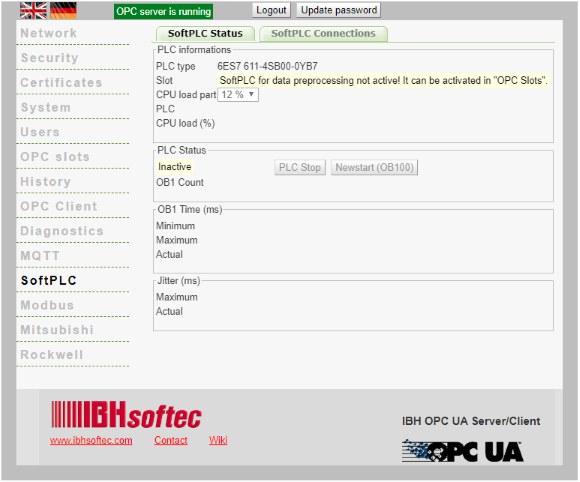 OPC
server is running
Logout
Update password
Network
Security
Certificates
System
Users
OPC slots
History
OPC Client
Diagnostics
MQTT
SoftPLC
Modbus
Mitsubishi
Rockwell
SoftPLC Status
SoftPLC Connections
PLC informations
PLC type 6ES7 611-4SB00-0YB7
Slot SoftPLC for data preprocessing not active! It can be activated in "OPC Slots".
CPU load part 12 %
PLC
CPU load (%)
PLC Status
Inactive PLC Stop Newstart (OB100)
OB1 Count
OB1 Time (ms)
Minimum
Maximum
Actual
Jitter (ms)
Maximum
Actual
IBHsoftec
www.ibhsoftec.com Contact Wiki
IBH OPC UA Server/Client
OPC UA